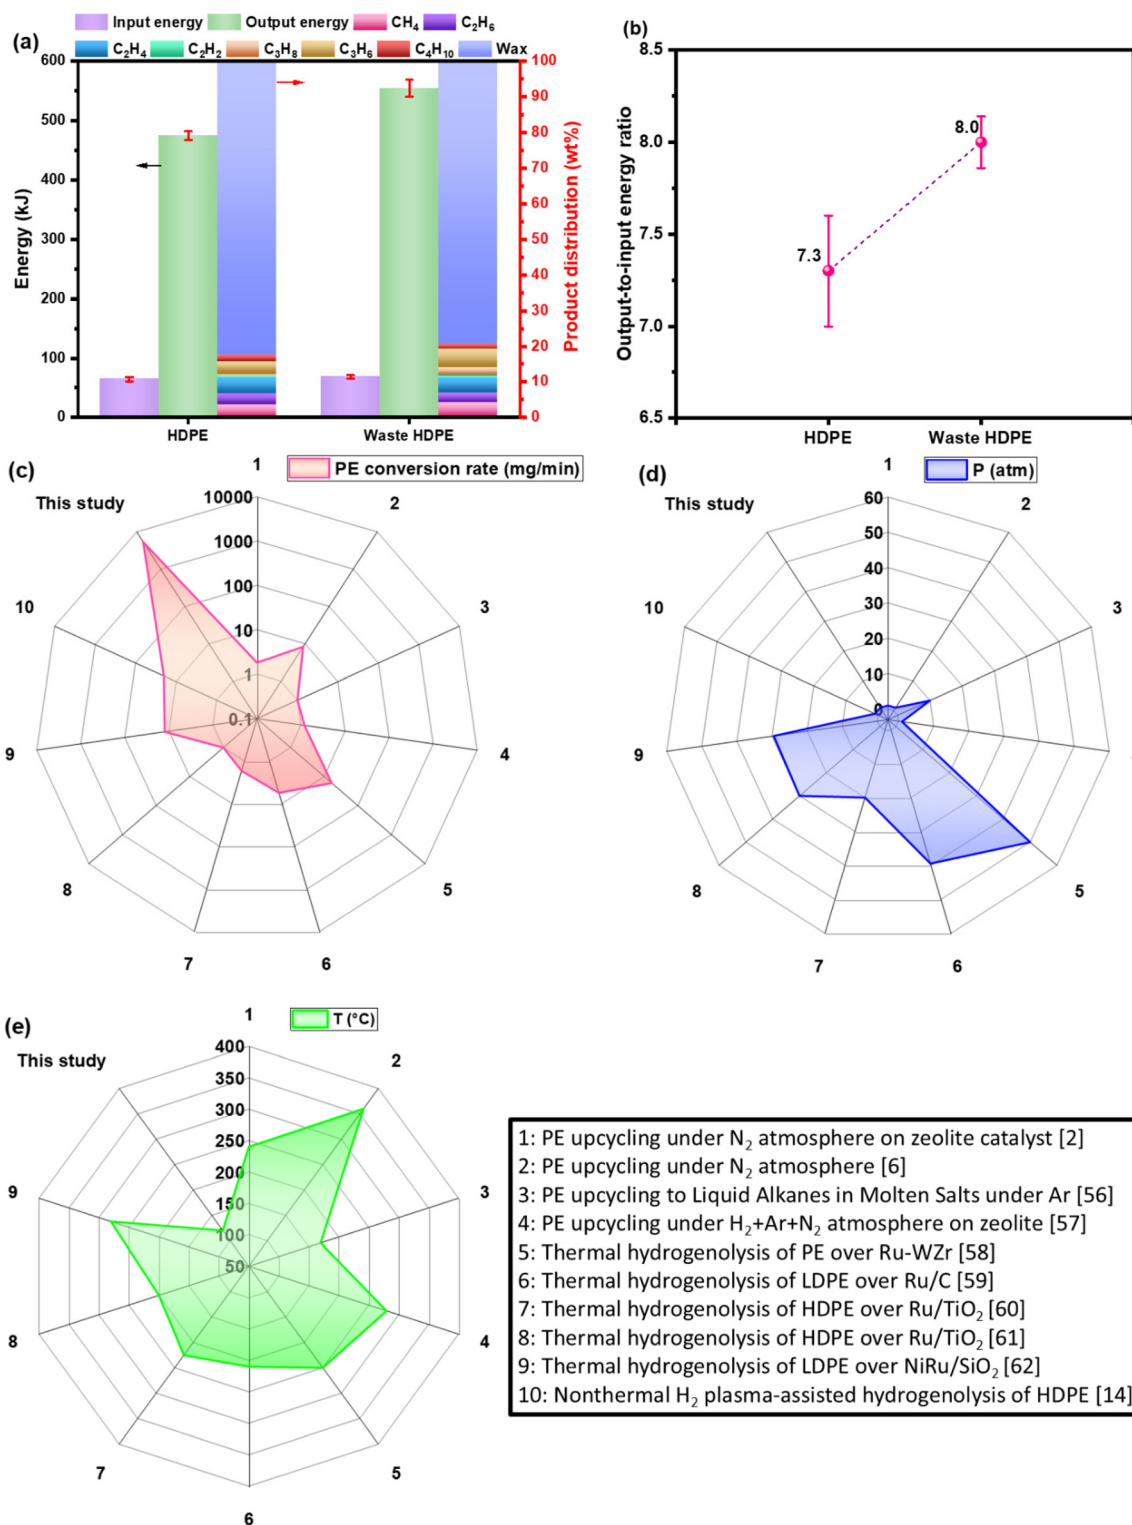 (a)
Input energy Output energy CH₄ C₂H₆
C₂H₄ C₂H₂ C₃H₈ C₃H₆ C₄H₁₀ Wax
600
500
400
300
200
100
0
Energy (kJ)
100
90
80
70
60
50
40
30
20
10
0
Product distribution (wt%)
HDPE Waste HDPE
(b)
8.5
8.0
7.5
7.0
6.5
Output-to-input energy ratio
7.3
8.0
HDPE Waste HDPE
(c)
PE conversion rate (mg/min)
This study
1
2
3
4
5
6
7
8
9
10
10000
1000
100
10
1
0.1
(d)
P (atm)
This study
1
2
3
5
6
7
8
9
10
60
50
40
30
20
10
0
(e)
T (°C)
This study
1
2
3
4
5
6
7
8
9
400
350
300
250
200
150
100
50
1: PE upcycling under N₂ atmosphere on zeolite catalyst [2]
2: PE upcycling under N₂ atmosphere [6]
3: PE upcycling to Liquid Alkanes in Molten Salts under Ar [56]
4: PE upcycling under H₂+Ar+N₂ atmosphere on zeolite [57]
5: Thermal hydrogenolysis of PE over Ru-WZr [58]
6: Thermal hydrogenolysis of LDPE over Ru/C [59]
7: Thermal hydrogenolysis of HDPE over Ru/TiO₂ [60]
8: Thermal hydrogenolysis of HDPE over Ru/TiO₂ [61]
9: Thermal hydrogenolysis of LDPE over NiRu/SiO₂ [62]
10: Nonthermal H₂ plasma-assisted hydrogenolysis of HDPE [14]